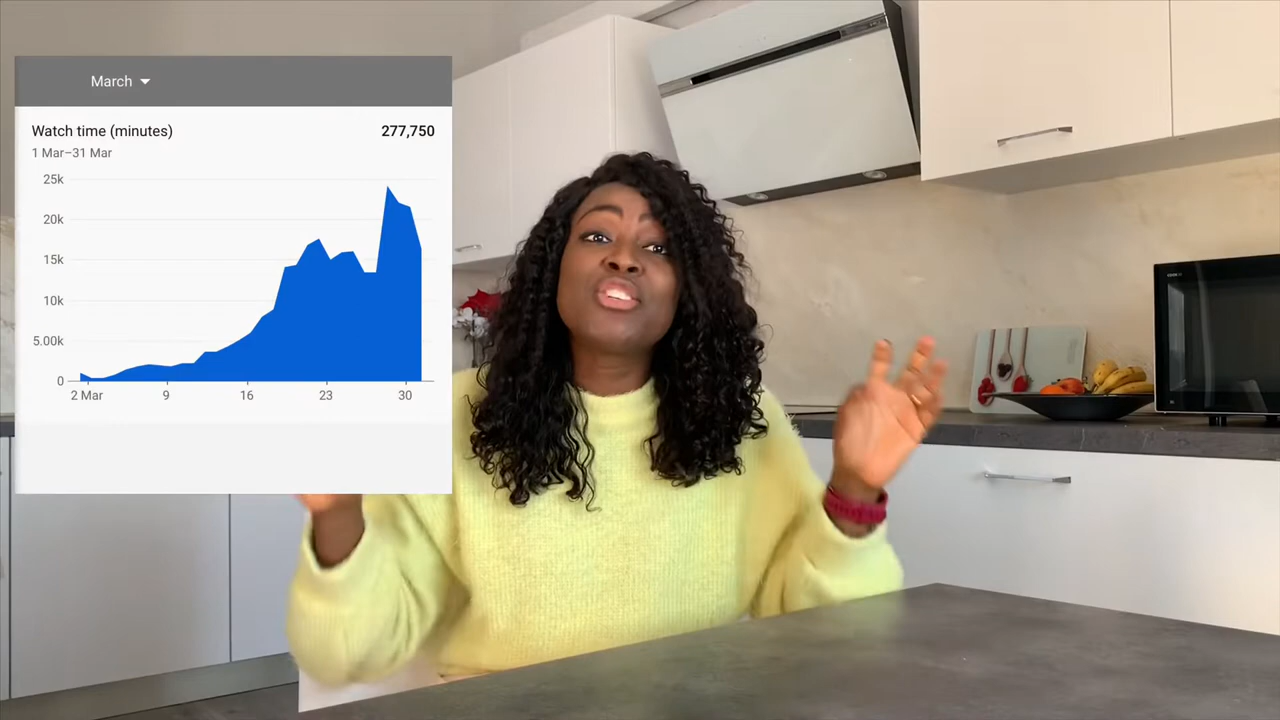 March
Watch time (minutes) 277,750
1 Mar–31 Mar
25k
20k
15k
10k
5.00k
0
2 Mar 9 16 23 30